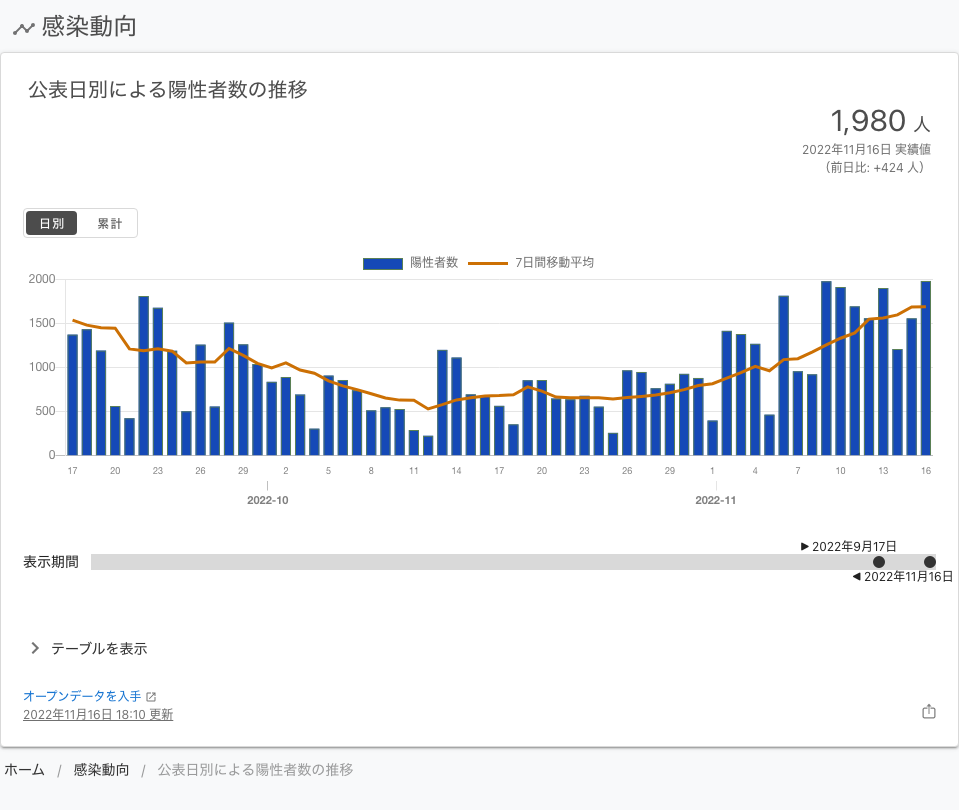 感染動向
公表日別による陽性者数の推移
1,980 人
2022年11月16日 実績値
（前日比: +424 人）
日別 累計
陽性者数 7日間移動平均
2000
1500
1000
500
0
17 20 23 26 29 2 5 8 11 14 17 20 23 26 29 1 4 7 10 13 16
2022-10 2022-11
2022年9月17日
表示期間
2022年11月16日
テーブルを表示
オープンデータを入手
2022年11月16日 18:10 更新
ホーム / 感染動向 / 公表日別による陽性者数の推移